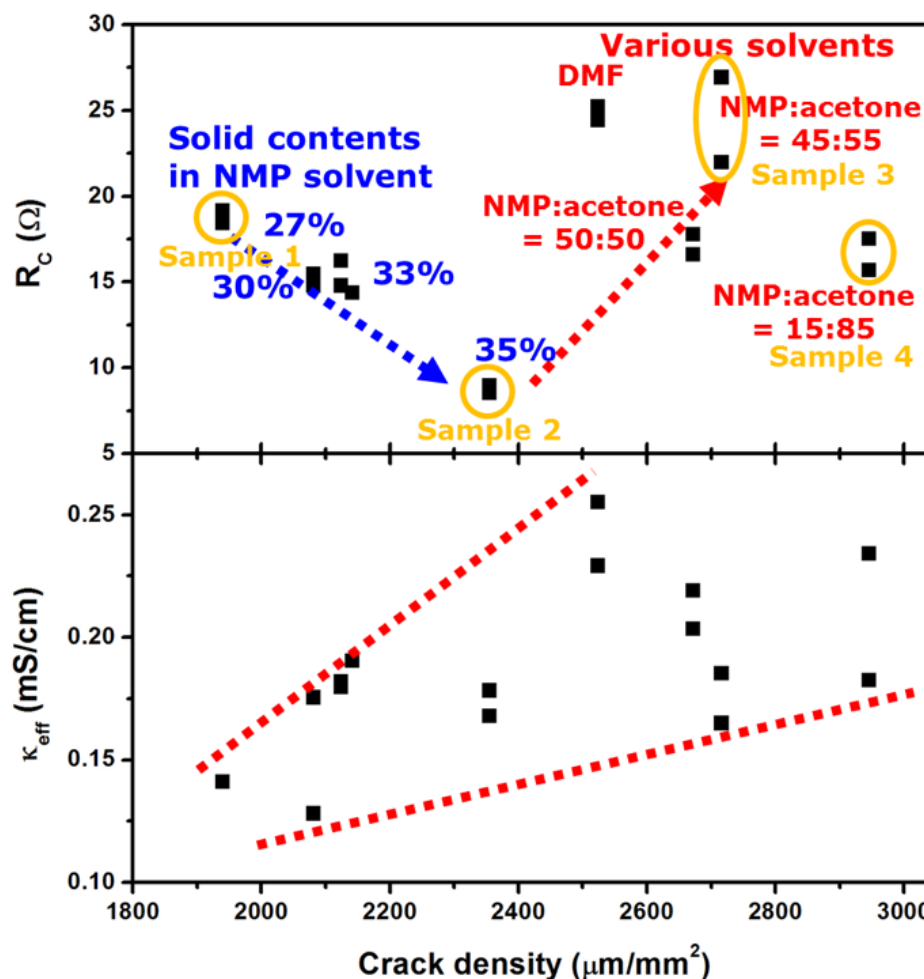 30
25
20
15
10
5
R_C (Ω)
Various solvents
DMF
NMP:acetone
= 45:55
Sample 3
Solid contents
in NMP solvent
27%
Sample 1
30%
33%
NMP:acetone
= 50:50
NMP:acetone
= 15:85
Sample 4
35%
Sample 2
0.25
0.20
0.15
0.10
κ_eff (mS/cm)
1800 2000 2200 2400 2600 2800 3000
Crack density (μm/mm²)